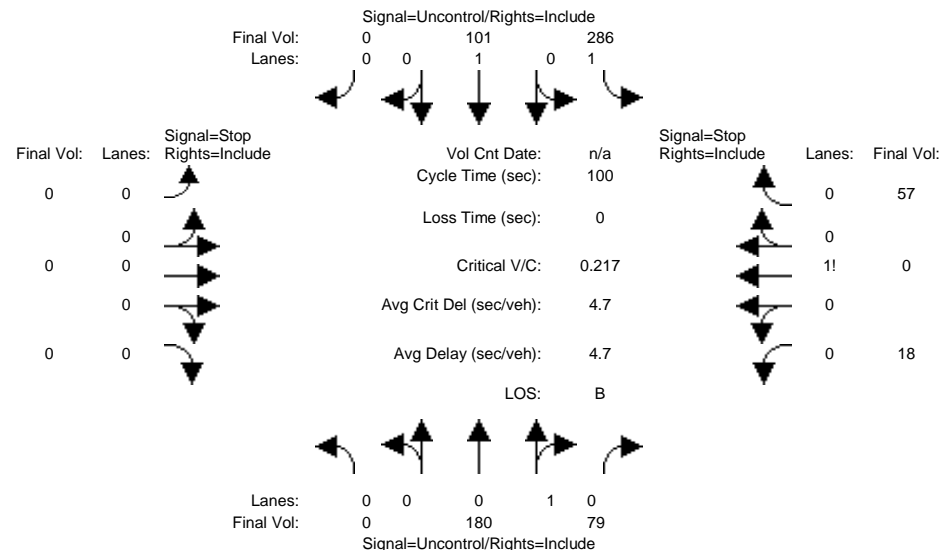 Signal=Uncontrol/Rights=Include
Final Vol: 0 101 286
Lanes: 0 0 1 0 1
Signal=Stop
Final Vol: Lanes: Rights=Include
Vol Cnt Date: n/a
Signal=Stop
Rights=Include Lanes: Final Vol:
Cycle Time (sec): 100
0 0
0 57
Loss Time (sec): 0
0
0
0 0
Critical V/C: 0.217
1! 0
0
Avg Crit Del (sec/veh): 4.7
0
0 0
Avg Delay (sec/veh): 4.7
0 18
LOS: B
Lanes: 0 0 0 1 0
Final Vol: 0 180 79
Signal=Uncontrol/Rights=Include